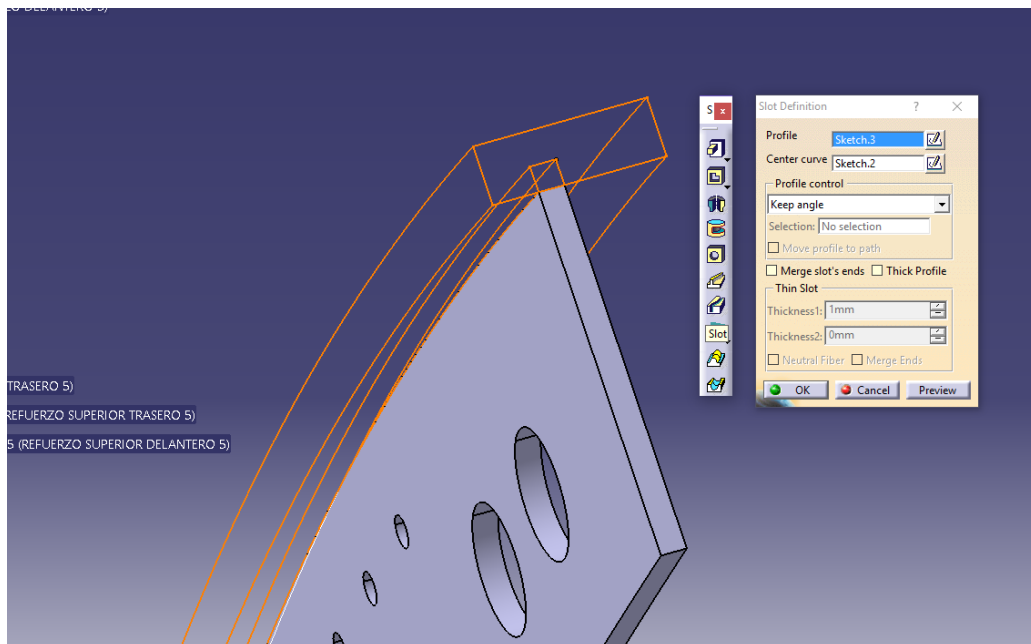 DELANTERO 5)
S x
Slot Definition ? ×
Profile Sketch.3
Center curve Sketch.2
Profile control
Keep angle
Selection: No selection
Move profile to path
Merge slot's ends Thick Profile
Thin Slot
Thickness1: 1mm
Thickness2: 0mm
Neutral Fiber Merge Ends
OK Cancel Preview
Slot
TRASERO 5)
REFUERZO SUPERIOR TRASERO 5)
5 (REFUERZO SUPERIOR DELANTERO 5)